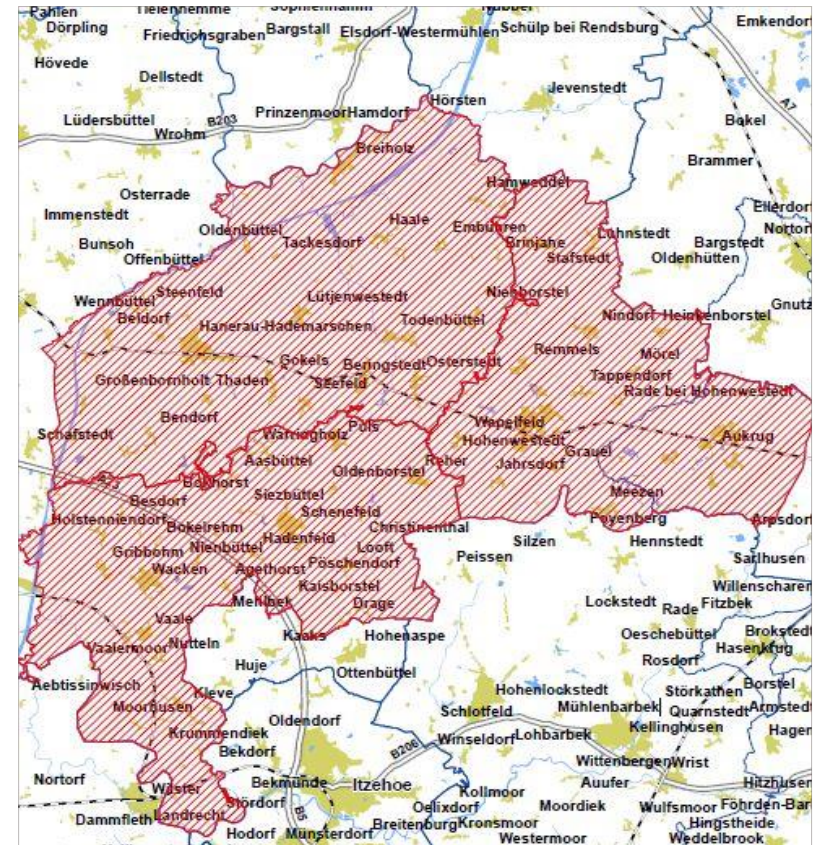 Pahlen
Tielenhemme
Dörpling
Friedrichsgraben
Bargstall
Elsdorf-Westermühlen
Schülp bei Rendsburg
Emkendorf
Hövede
Dellstedt
Jevenstedt
A7
Hörsten
Lüdersbüttel
B203
Prinzenmoor
Hamdorf
Bokel
Wrohm
Breiholz
Brammer
Hamweddel
Osterrade
Immenstedt
Oldenbüttel
Haale
Embühren
Luhnstedt
Ellerdorf
Nortorf
Bunsoh
Tackesdorf
Brinjahe
Bargstedt
Offenbüttel
Stafstedt
Oldenhütten
Steenfeld
Lütjenwestedt
Nienborstel
Wennbüttel
Gnutz
Beldorf
Hanerau-Hademarschen
Todenbüttel
Nindorf
Heinkenborstel
Remmels
Mörel
Gokels
Beringstedt
Osterstedt
Tappendorf
Großenbornholt
Thaden
Seefeld
Rade bei Hohenwestedt
Bendorf
Puls
Wapelfeld
Schafstedt
Warringholz
Hohenwestedt
Aukrug
Aasbüttel
Oldenborstel
Reher
Jahrsdorf
Grauel
A23
Bokhorst
Besdorf
Siezbüttel
Meezen
Holstenniendorf
Schenefeld
Poyenberg
Arpsdorf
Bokelrehm
Hadenfeld
Christinenthal
Silzen
Hennstedt
Gribbohm
Nienbüttel
Looft
Peissen
Sarlhusen
Wacken
Agethorst
Pöschendorf
Kaisborstel
Willenscharen
Mehlbek
Drage
Lockstedt
Rade
Fitzbek
Vaale
Kaaks
Hohenaspe
Oeschebüttel
Brokstedt
Vaalermoor
Nutteln
Hasenkrug
Huje
Rosdorf
Ottenbüttel
Aebtissinwisch
Kleve
Hohenlockstedt
Störkathen
Borstel
Moorhusen
Schlotfeld
Mühlenbarbek
Quarnstedt
Armstedt
Oldendorf
Krummendiek
Winseldorf
Lohbarbek
Kellinghusen
Bekdorf
B206
Wittenbergen
Wrist
Nortorf
Bekmünde
Itzehoe
Kollmoor
Auufer
Hitzhusen
Wilster
Stördorf
B5
Oelixdorf
Moordiek
Wulfsmoor
Dammfleth
Landrecht
Breitenburg
Kronsmoor
Hingstheide
Hodorf
Münsterdorf
Westermoor
Weddelbrook